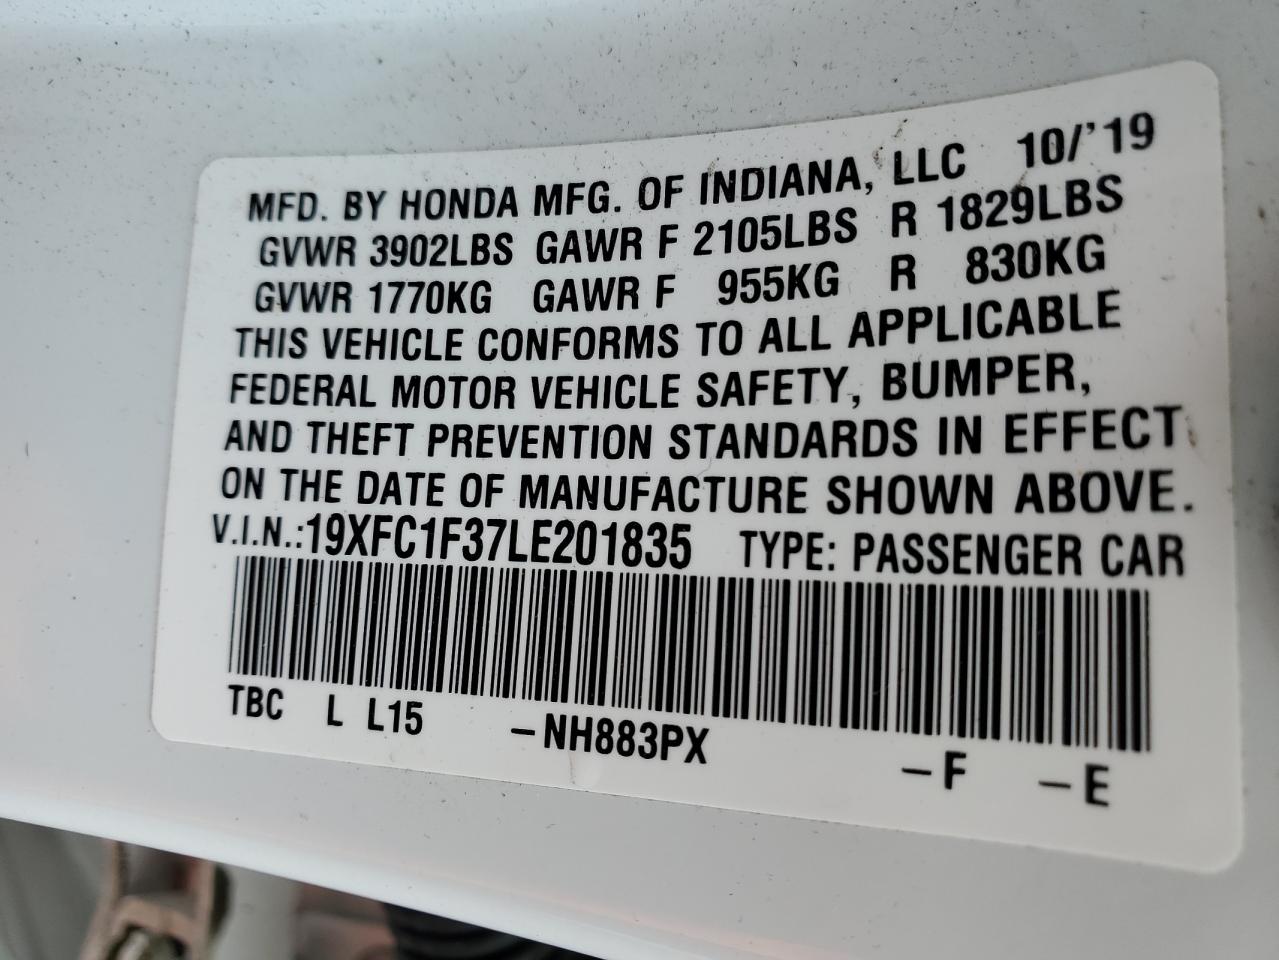 MFD. BY HONDA MFG. OF INDIANA, LLC 10/'19
GVWR 3902LBS GAWR F 2105LBS R 1829LBS
GVWR 1770KG GAWR F 955KG R 830KG
THIS VEHICLE CONFORMS TO ALL APPLICABLE
FEDERAL MOTOR VEHICLE SAFETY, BUMPER,
AND THEFT PREVENTION STANDARDS IN EFFECT
ON THE DATE OF MANUFACTURE SHOWN ABOVE.
V.I.N.:19XFC1F37LE201835 TYPE: PASSENGER CAR
TBC L L15 –NH883PX –F –E